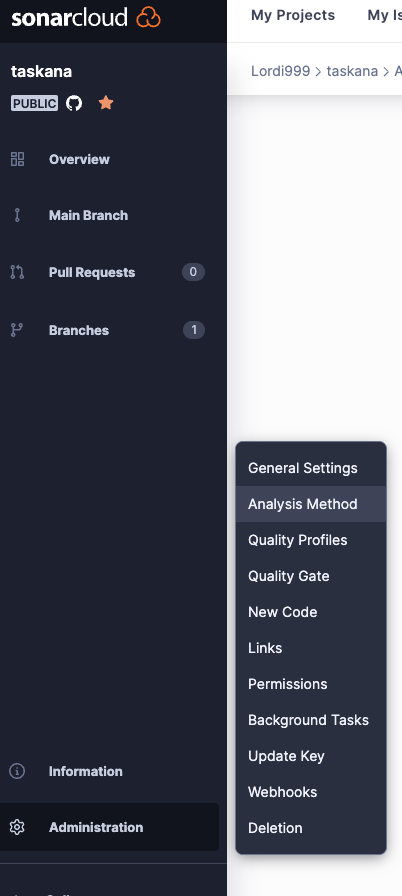 sonarcloud
My Projects
My Is
taskana
PUBLIC
Lordi999 > taskana > A
Overview
Main Branch
Pull Requests 0
Branches 1
General Settings
Analysis Method
Quality Profiles
Quality Gate
New Code
Links
Permissions
Background Tasks
Update Key
Webhooks
Deletion
Information
Administration